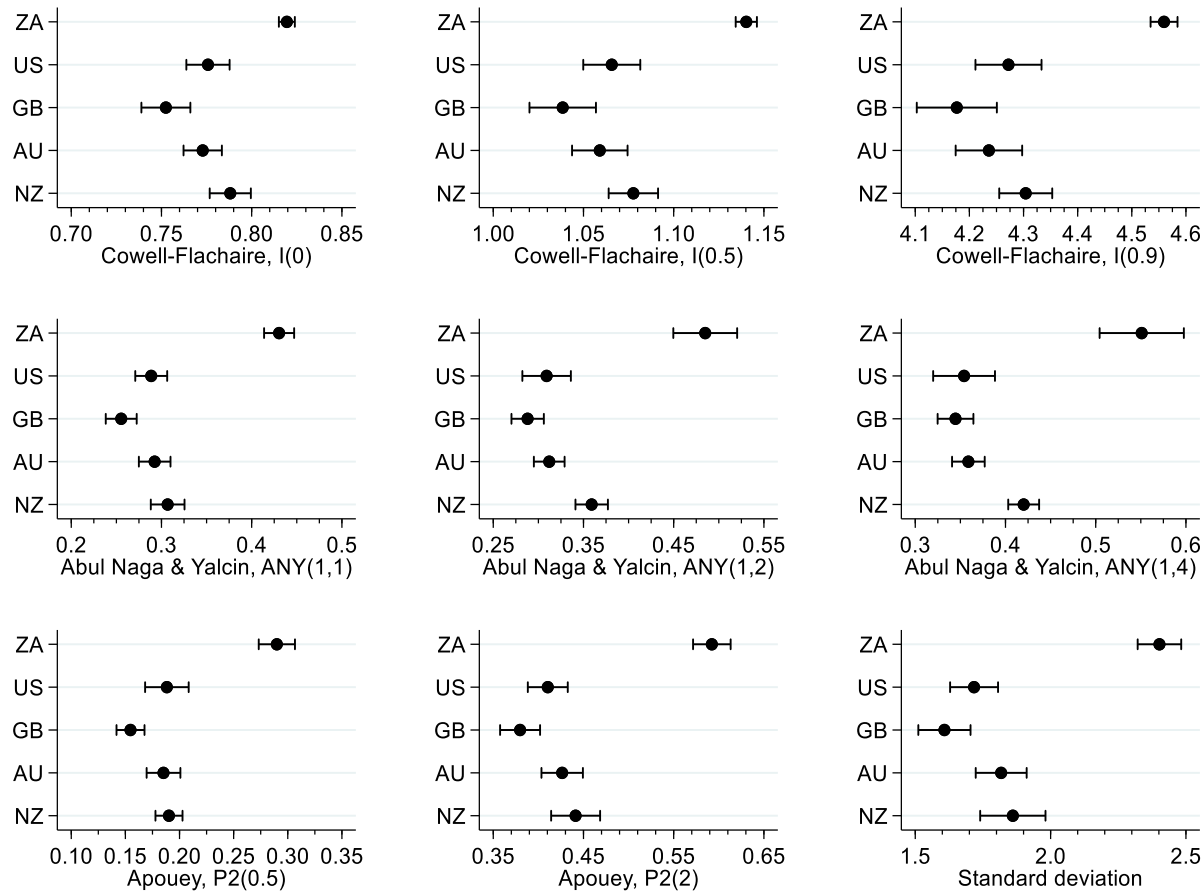 ZA ZA ZA
US US US
GB GB GB
AU AU AU
NZ NZ NZ
0.70 0.75 0.80 0.85 1.00 1.05 1.10 1.15 4.1 4.2 4.3 4.4 4.5 4.6
Cowell-Flachaire, I(0) Cowell-Flachaire, I(0.5) Cowell-Flachaire, I(0.9)
ZA ZA ZA
US US US
GB GB GB
AU AU AU
NZ NZ NZ
0.2 0.3 0.4 0.5 0.25 0.35 0.45 0.55 0.3 0.4 0.5 0.6
Abul Naga & Yalcin, ANY(1,1) Abul Naga & Yalcin, ANY(1,2) Abul Naga & Yalcin, ANY(1,4)
ZA ZA ZA
US US US
GB GB GB
AU AU AU
NZ NZ NZ
0.10 0.15 0.20 0.25 0.30 0.35 0.35 0.45 0.55 0.65 1.5 2.0 2.5
Apouey, P2(0.5) Apouey, P2(2) Standard deviation